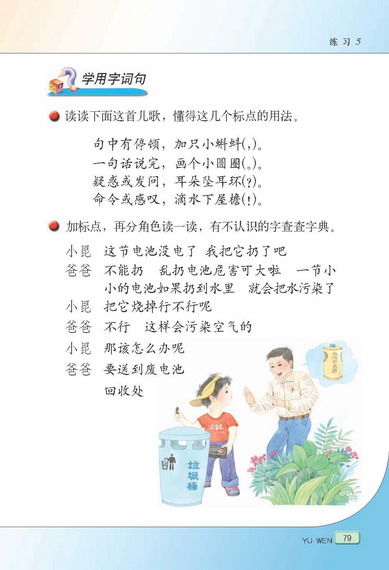 练习 5
学用字词句
读读下面这首儿歌，懂得这几个标点的用法。
句中有停顿，加只小蝌蚪(，)。
一句话说完，画个小圆圈(。)。
疑惑或发问，耳朵坠耳环(？)。
命令或感叹，滴水下屋檐(！)。
加标点，再分角色读一读，有不认识的字查查字典。
小昆 这节电池没电了 我把它扔了吧
爸爸 不能扔 乱扔电池危害可大啦 一节小
小的电池如果扔到水里 就会把水污染了
小昆 把它烧掉行不行呢
爸爸 不行 这样会污染空气的
小昆 那该怎么办呢
爸爸 要送到废电池
回收处
ABC
垃圾桶
YU WEN 79